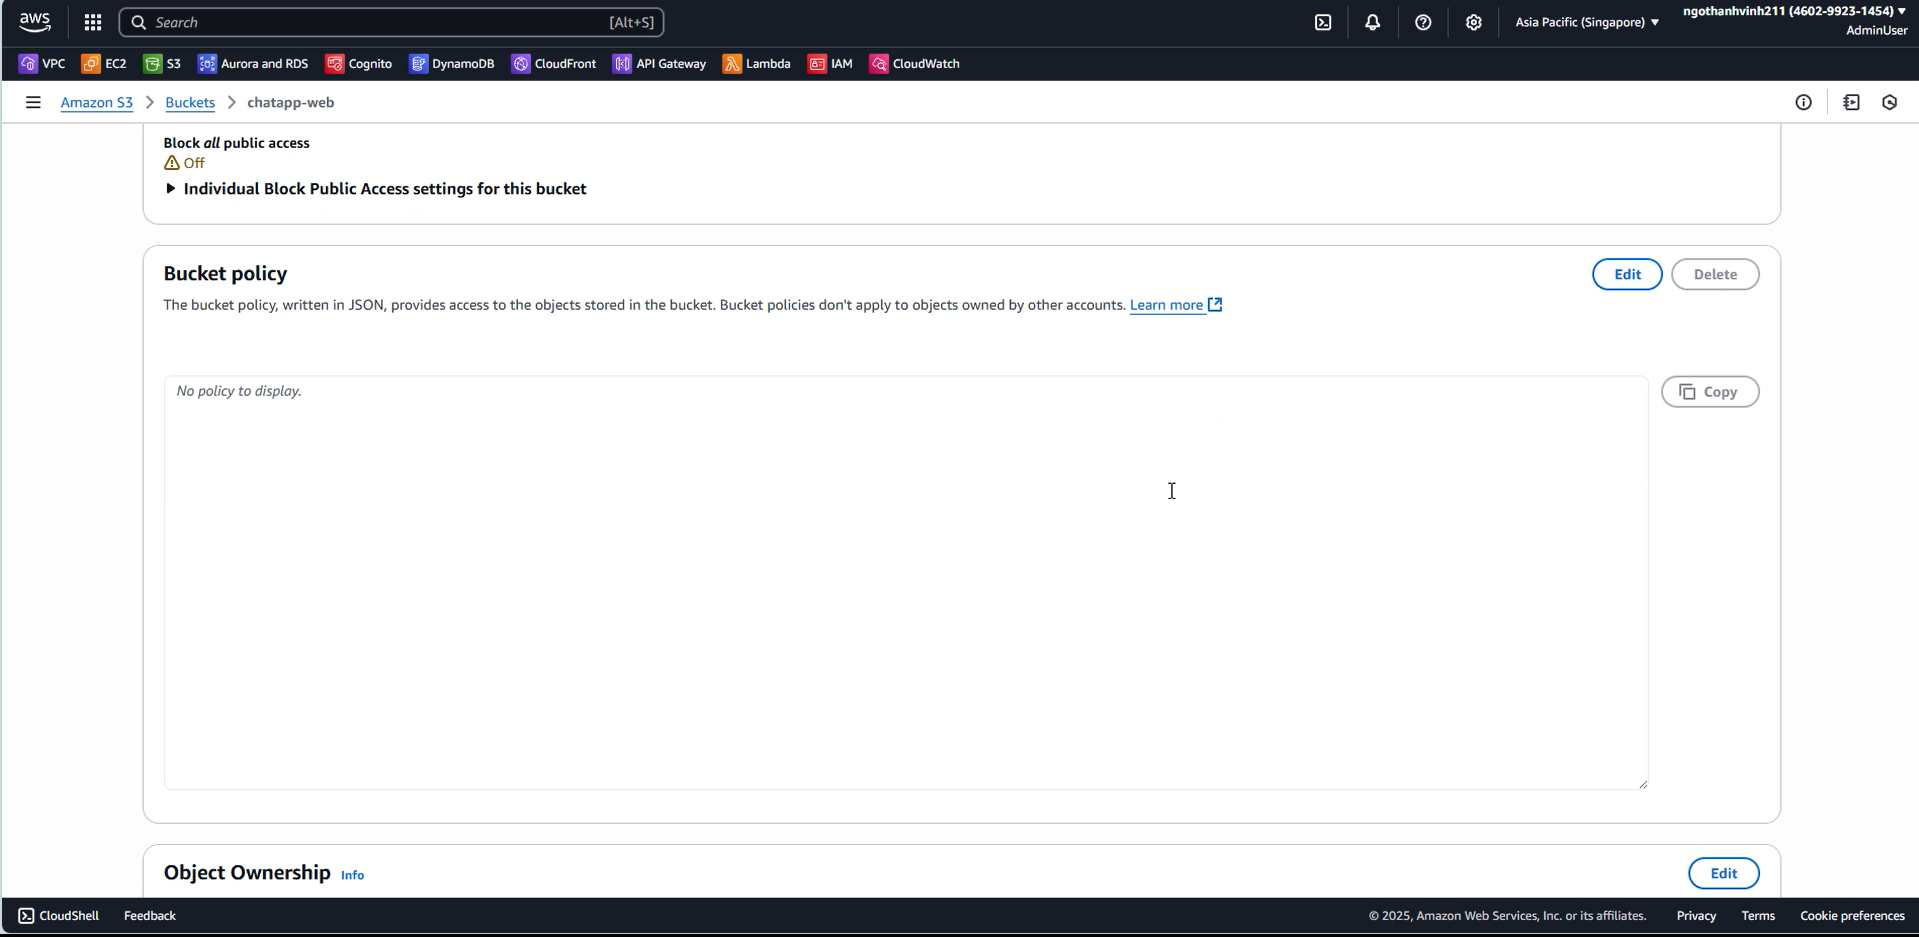 aws
Search [Alt+S]
Asia Pacific (Singapore) ▼
ngothanhvinh211 (4602-9923-1454) ▼
AdminUser
VPC EC2 S3 Aurora and RDS Cognito DynamoDB CloudFront API Gateway Lambda IAM CloudWatch
Amazon S3 > Buckets > chatapp-web
Block all public access
Off
Individual Block Public Access settings for this bucket
Bucket policy
Edit Delete
The bucket policy, written in JSON, provides access to the objects stored in the bucket. Bucket policies don't apply to objects owned by other accounts. Learn more
No policy to display.
Copy
Object Ownership Info
Edit
CloudShell Feedback
© 2025, Amazon Web Services, Inc. or its affiliates. Privacy Terms Cookie preferences